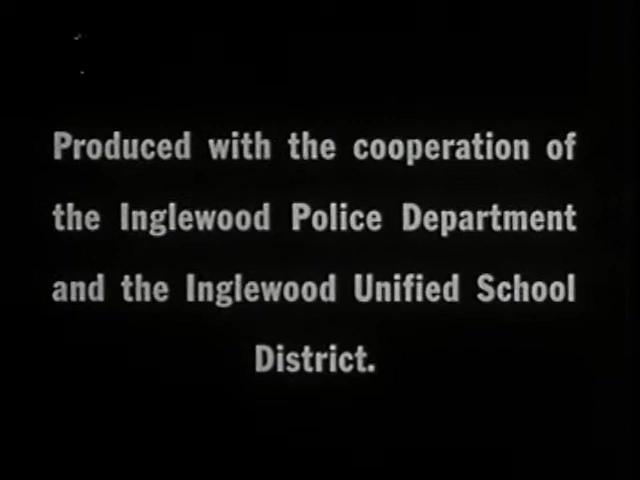 Produced with the cooperation of
the Inglewood Police Department
and the Inglewood Unified School
District.